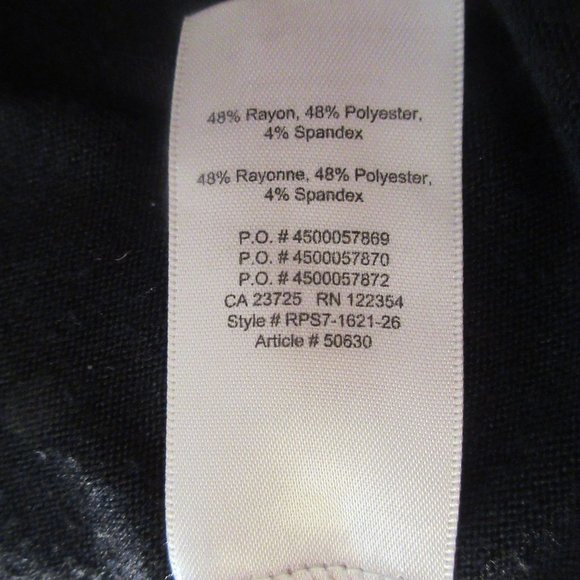 48% Rayon, 48% Polyester,
4% Spandex
48% Rayonne, 48% Polyester,
4% Spandex
P.O. # 4500057869
P.O. # 4500057870
P.O. # 4500057872
CA 23725 RN 122354
Style # RPS7-1621-26
Article # 50630